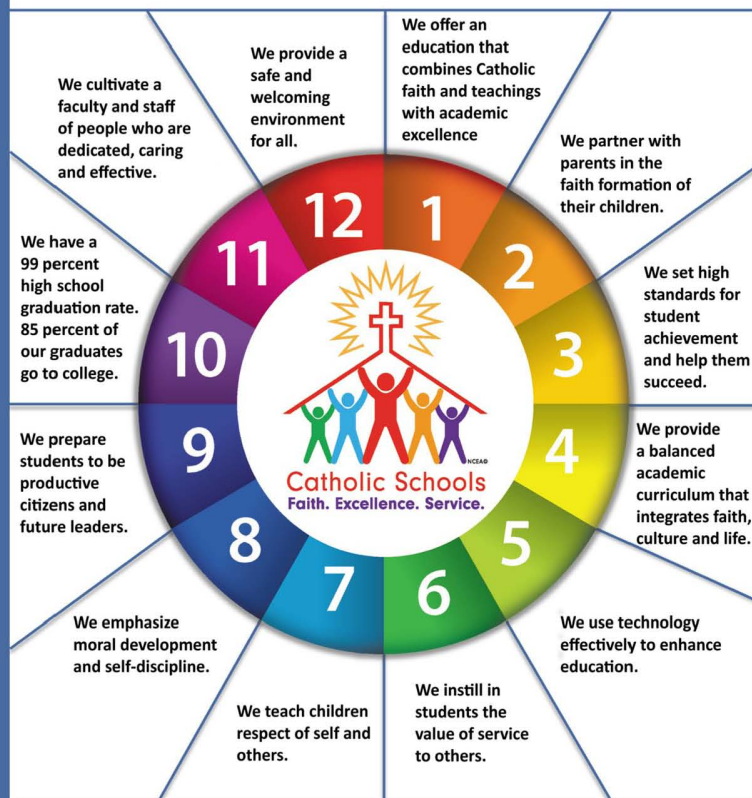 We offer an
education that
combines Catholic
faith and teachings
with academic
excellence
We partner with
parents in the
faith formation of
their children.
We set high
standards for
student
achievement
and help them
succeed.
We provide
a balanced
academic
curriculum that
integrates faith,
culture and life.
We use technology
effectively to enhance
education.
We instill in
students the
value of service
to others.
We teach children
respect of self and
others.
We emphasize
moral development
and self-discipline.
We prepare
students to be
productive
citizens and
future leaders.
We have a
99 percent
high school
graduation rate.
85 percent of
our graduates
go to college.
We cultivate a
faculty and staff
of people who are
dedicated, caring
and effective.
We provide a
safe and
welcoming
environment
for all.
1
2
3
4
5
6
7
8
9
10
11
12
NCEA©
Catholic Schools
Faith. Excellence. Service.